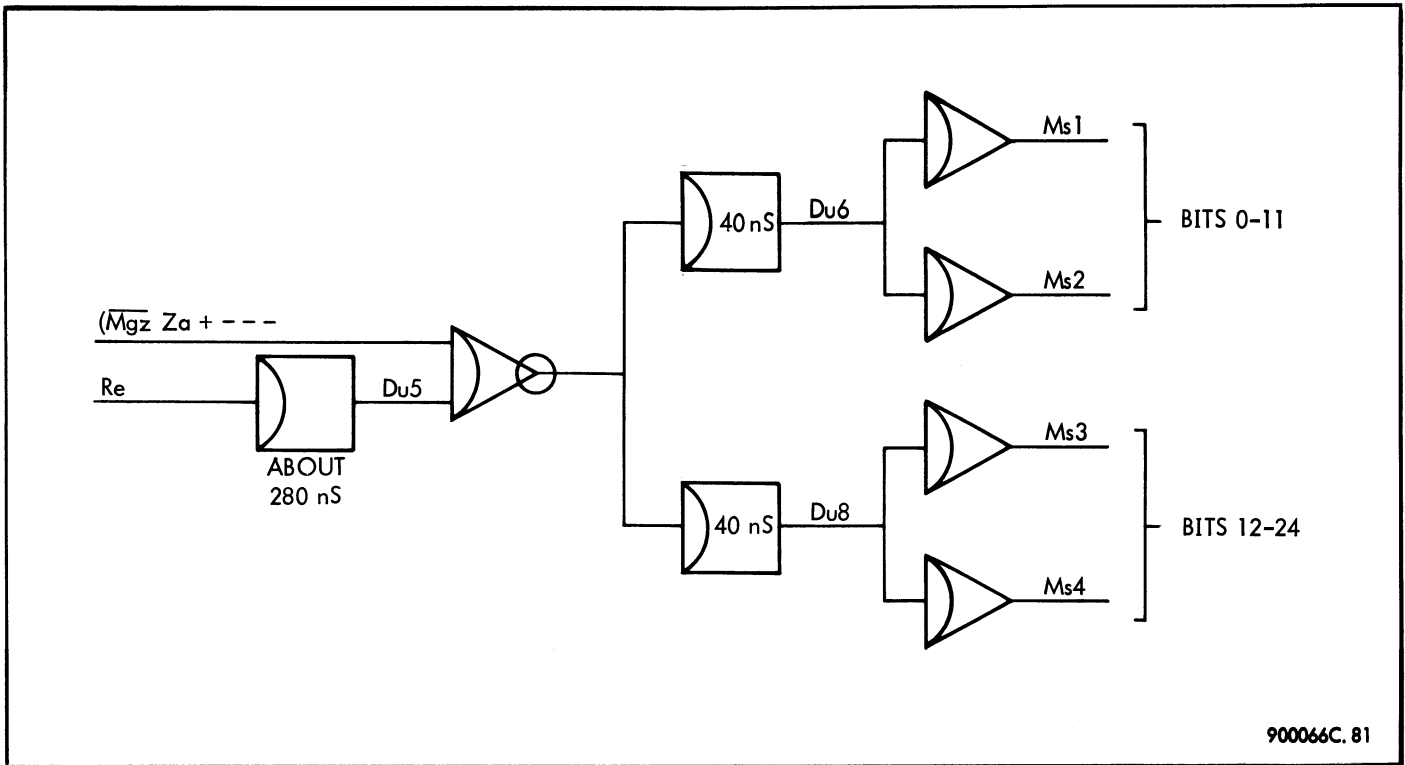 (M̅g̅z̅ Za + - - -
Re
Du5
ABOUT
280 nS
40 nS
Du6
Ms1
Ms2
BITS 0-11
40 nS
Du8
Ms3
Ms4
BITS 12-24
900066C. 81